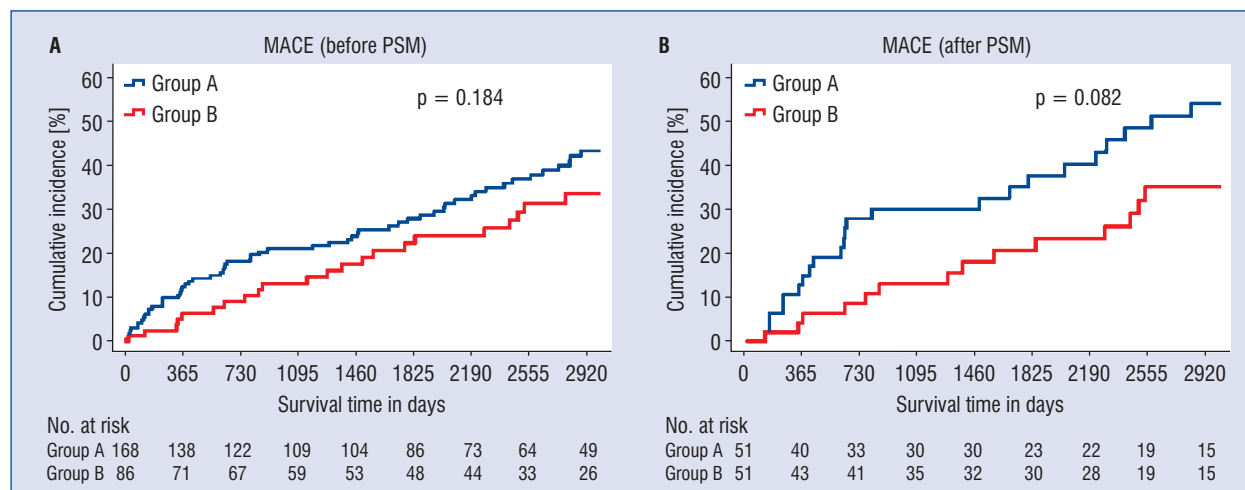 A MACE (before PSM)
60
50
40
30
20
10
0
Cumulative incidence [%]
Group A
Group B
p = 0.184
0 365 730 1095 1460 1825 2190 2555 2920
Survival time in days
No. at risk
Group A 168 138 122 109 104 86 73 64 49
Group B 86 71 67 59 53 48 44 33 26
B MACE (after PSM)
60
50
40
30
20
10
0
Cumulative incidence [%]
Group A
Group B
p = 0.082
0 365 730 1095 1460 1825 2190 2555 2920
Survival time in days
No. at risk
Group A 51 40 33 30 30 23 22 19 15
Group B 51 43 41 35 32 30 28 19 15